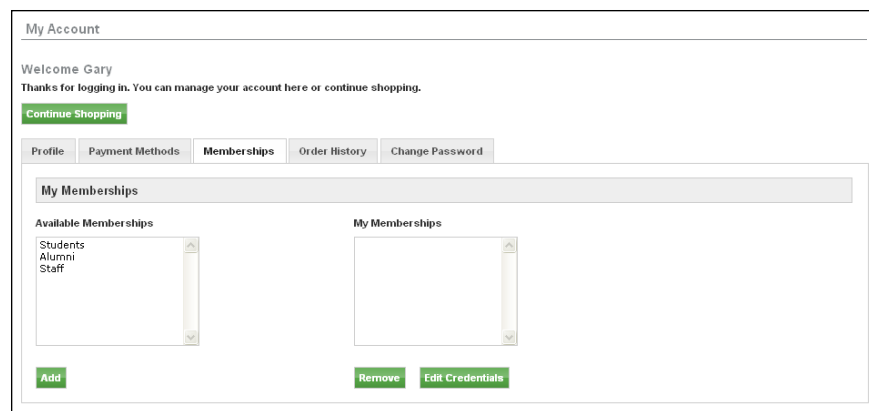 My Account
Welcome Gary
Thanks for logging in. You can manage your account here or continue shopping.
Continue Shopping
Profile Payment Methods Memberships Order History Change Password
My Memberships
Available Memberships My Memberships
Students
Alumni
Staff
Add Remove Edit Credentials